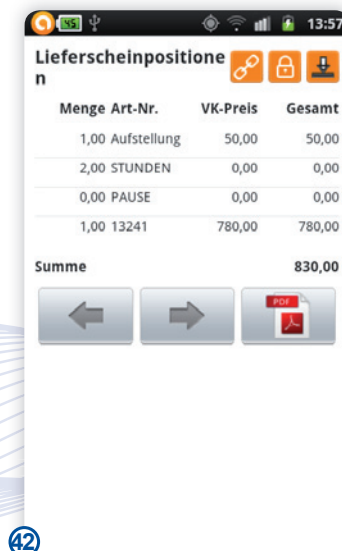 45 13:57
Lieferscheinpositione
n
Menge Art-Nr. VK-Preis Gesamt
1,00 Aufstellung 50,00 50,00
2,00 STUNDEN 0,00 0,00
0,00 PAUSE 0,00 0,00
1,00 13241 780,00 780,00
Summe 830,00
PDF
42